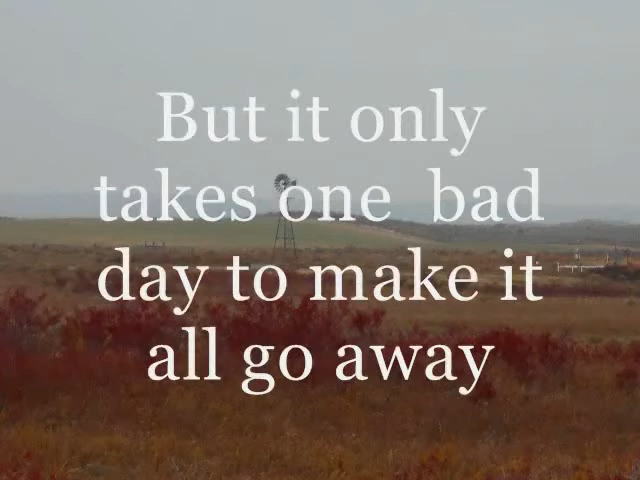 But it only
takes one  bad
day to make it
all go away